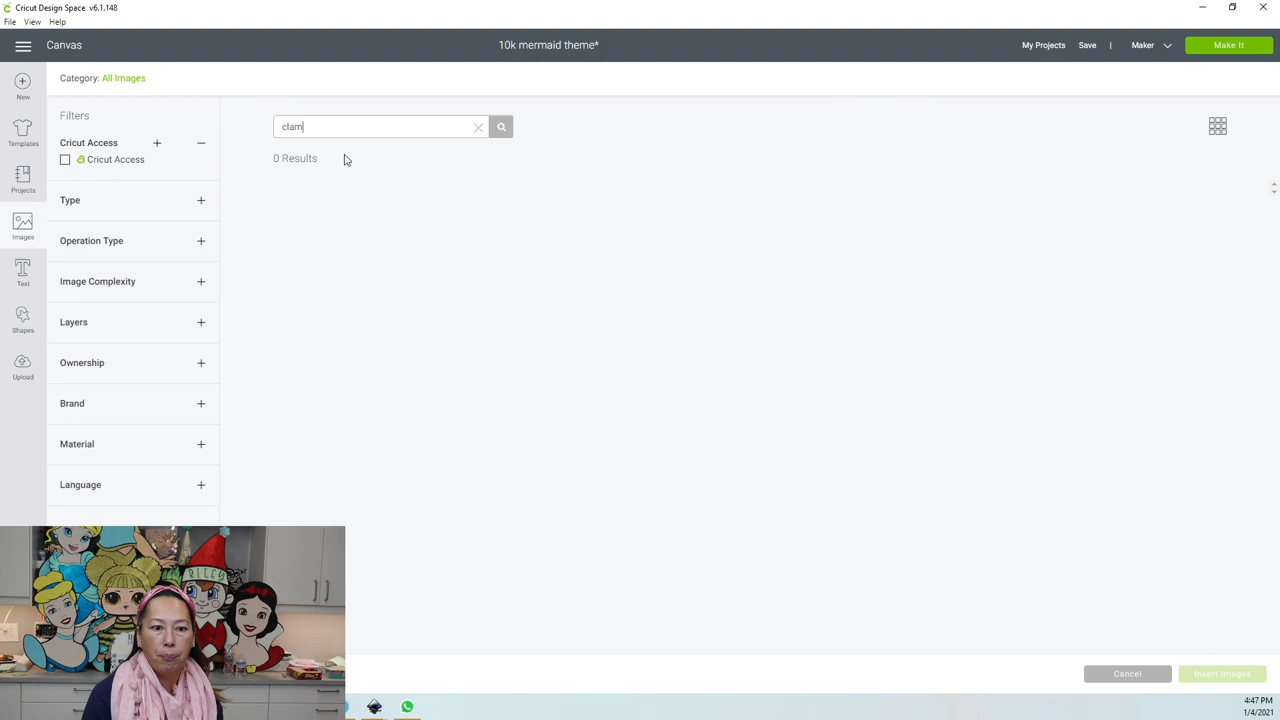 Cricut Design Space v6.1.148
File View Help
Canvas
10k mermaid theme*
My Projects Save | Maker Make It
New
Templates
Projects
Images
Text
Shapes
Upload
Category: All Images
Filters
Cricut Access
Cricut Access
Type
Operation Type
Image Complexity
Layers
Ownership
Brand
Material
Language
clam
0 Results
RILEY
Cancel Insert Images
4:47 PM
1/4/2021